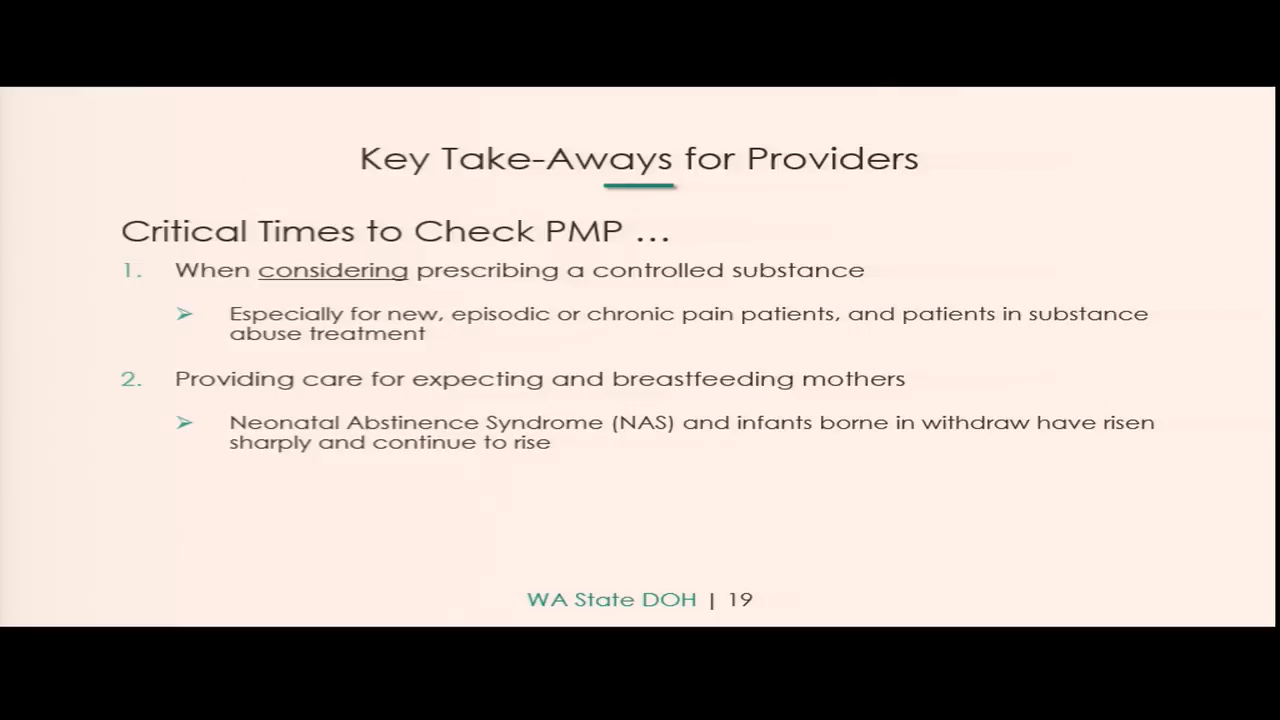 Key Take-Aways for Providers
Critical Times to Check PMP ...
1. When considering prescribing a controlled substance
➢ Especially for new, episodic or chronic pain patients, and patients in substance
abuse treatment
2. Providing care for expecting and breastfeeding mothers
➢ Neonatal Abstinence Syndrome (NAS) and infants borne in withdraw have risen
sharply and continue to rise
WA State DOH | 19